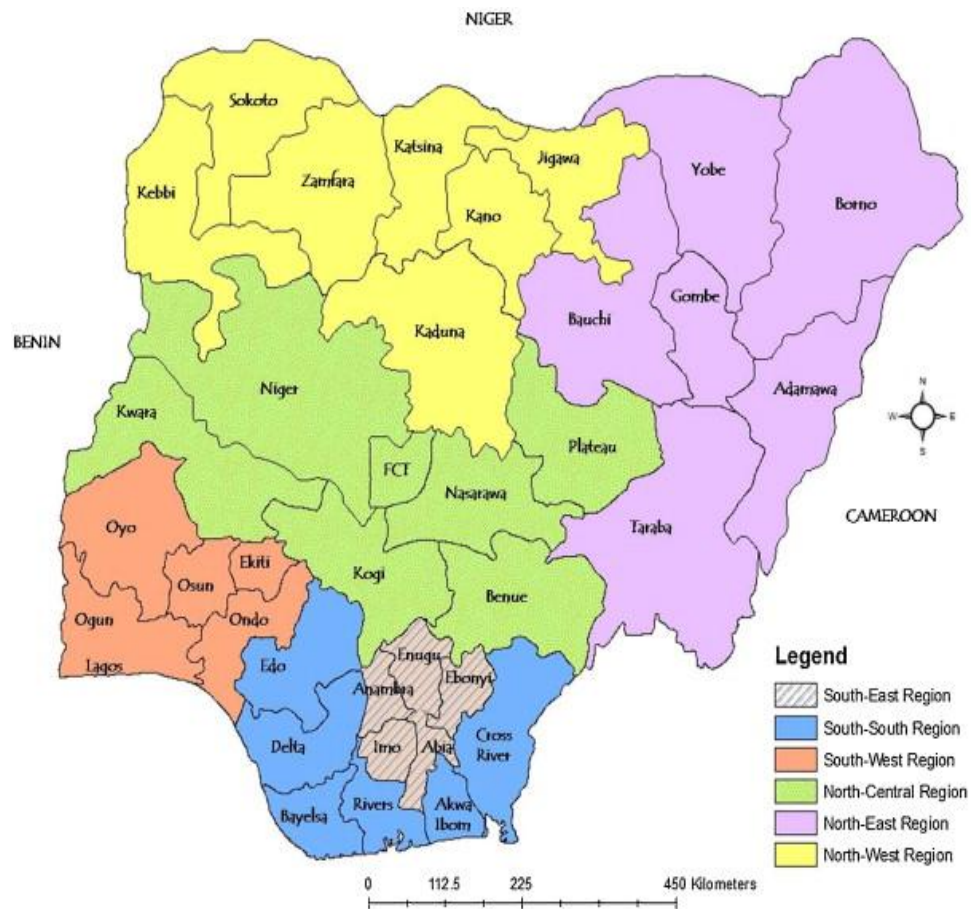 NIGER
Sokoto
Katsina
Jigawa
Yobe
Borno
Kebbi
Zamfara
Kano
Gombe
Bauchi
Kaduna
BENIN
Niger
Adamawa
Kwara
N
W E
S
Plateau
FCT
Nasarawa
CAMEROON
Oyo
Taraba
Ekiti
Osun
Kogi
Benue
Ogun
Ondo
Lagos
Edo
Enugu
Ebonyi
Anambra
Delta
Imo
Abia
Cross
River
Bayelsa
Rivers
Akwa
Ibom
Legend
South-East Region
South-South Region
South-West Region
North-Central Region
North-East Region
North-West Region
0 112.5 225 450 Kilometers